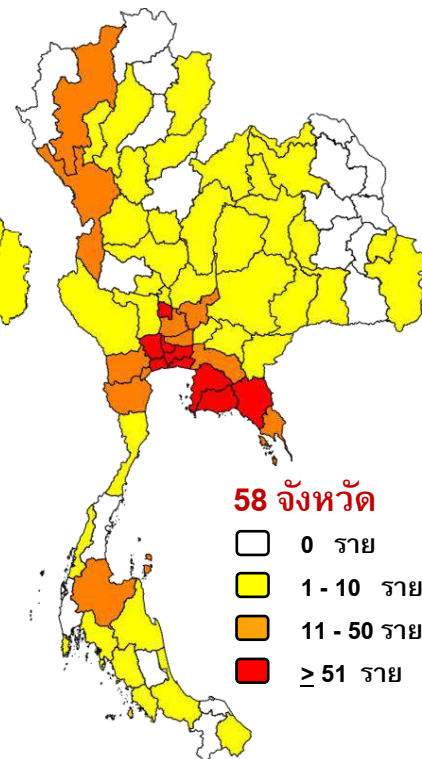 58 จังหวัด
0 ราย
1 - 10 ราย
11 - 50 ราย
≥ 51 ราย